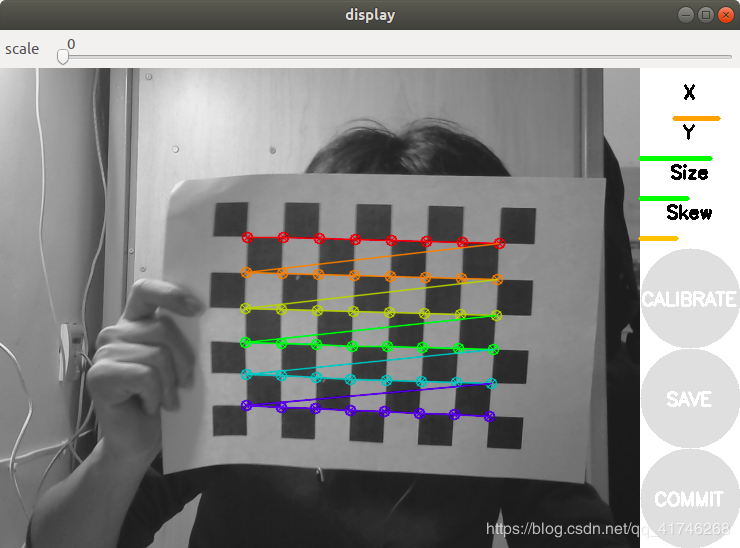 display
scale
0
X
Y
Size
Skew
CALIBRATE
SAVE
COMMIT
https://blog.csdn.net/qq_41746268